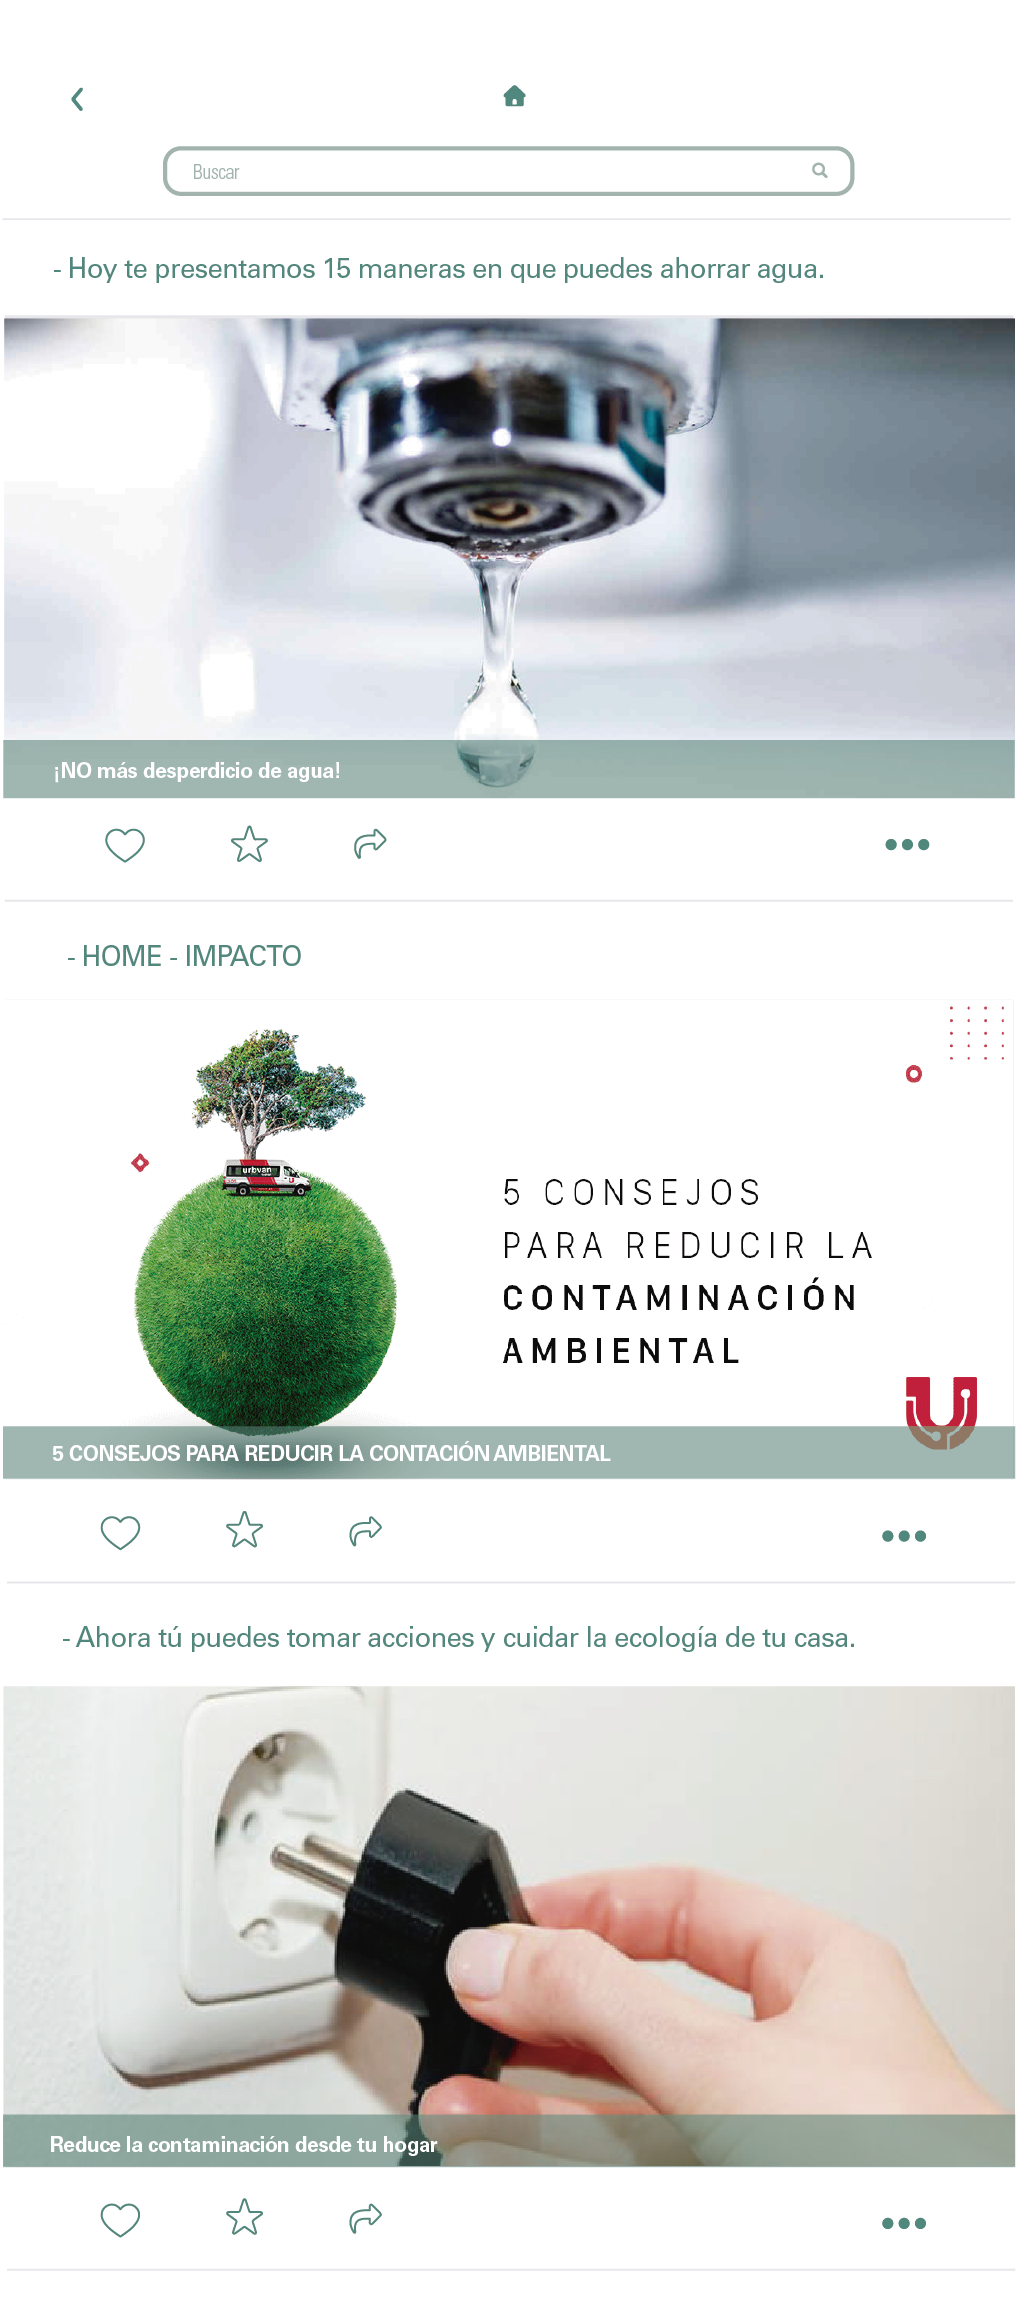 Buscar
- Hoy te presentamos 15 maneras en que puedes ahorrar agua.
¡NO más desperdicio de agua!
- HOME - IMPACTO
urbvan
5 CONSEJOS
PARA REDUCIR LA
CONTAMINACIÓN
AMBIENTAL
5 CONSEJOS PARA REDUCIR LA CONTACIÓN AMBIENTAL
- Ahora tú puedes tomar acciones y cuidar la ecología de tu casa.
Reduce la contaminación desde tu hogar